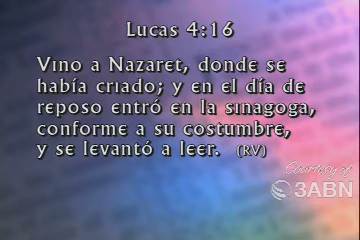 Lucas 4:16
Vino a Nazaret, donde se
había criado; y en el día de
reposo entró en la sinagoga,
conforme a su costumbre,
y se levantó a leer. (RV)
Courtesy of
3ABN